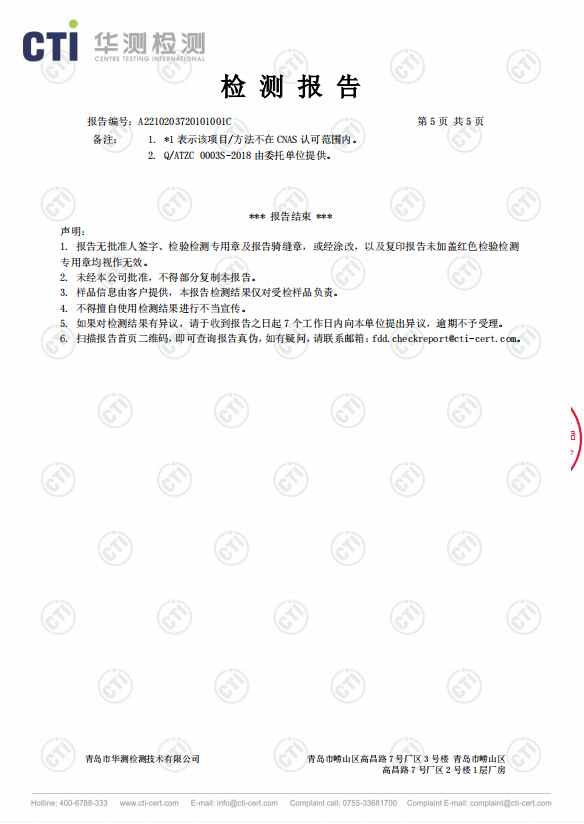 CTI 华测检测
CENTRE TESTING INTERNATIONAL
检 测 报 告
报告编号：A2210203720101001C 第 5 页 共 5 页
备注： 1. *1 表示该项目/方法不在 CNAS 认可范围内。
2. Q/ATZC 0003S-2018 由委托单位提供。
*** 报告结束 ***
声明：
1. 报告无批准人签字、检验检测专用章及报告骑缝章，或经涂改，以及复印报告未加盖红色检验检测
专用章均视作无效。
2. 未经本公司批准，不得部分复制本报告。
3. 样品信息由客户提供，本报告检测结果仅对受检样品负责。
4. 不得擅自使用检测结果进行不当宣传。
5. 如果对检测结果有异议，请于收到报告之日起 7 个工作日内向本单位提出异议，逾期不予受理。
6. 扫描报告首页二维码，即可查询报告真伪，如有疑问，请联系邮箱：fdd.checkreport@cti-cert.com。
青岛市华测检测技术有限公司 青岛市崂山区高昌路 7 号厂区 3 号楼 青岛市崂山区
高昌路 7 号厂区 2 号楼 1 层厂房
Hotline: 400-6788-333 www.cti-cert.com E-mail: info@cti-cert.com Complaint call: 0755-33681700 Complaint E-mail: complaint@cti-cert.com